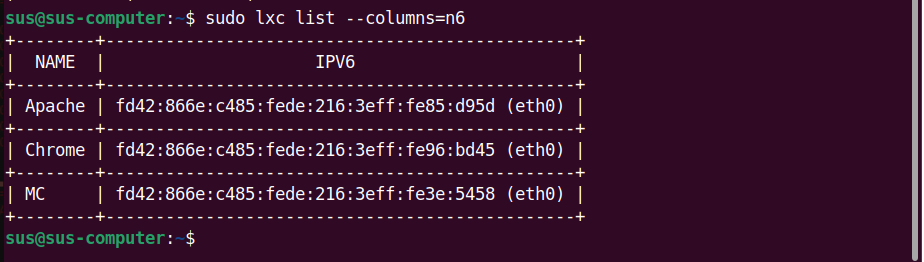 sus@sus-computer:~$ sudo lxc list --columns=n6
+--------+-----------------------------------------------+
|  NAME  |                     IPV6                      |
+--------+-----------------------------------------------+
| Apache | fd42:866e:c485:fede:216:3eff:fe85:d95d (eth0) |
+--------+-----------------------------------------------+
| Chrome | fd42:866e:c485:fede:216:3eff:fe96:bd45 (eth0) |
+--------+-----------------------------------------------+
| MC     | fd42:866e:c485:fede:216:3eff:fe3e:5458 (eth0) |
+--------+-----------------------------------------------+
sus@sus-computer:~$